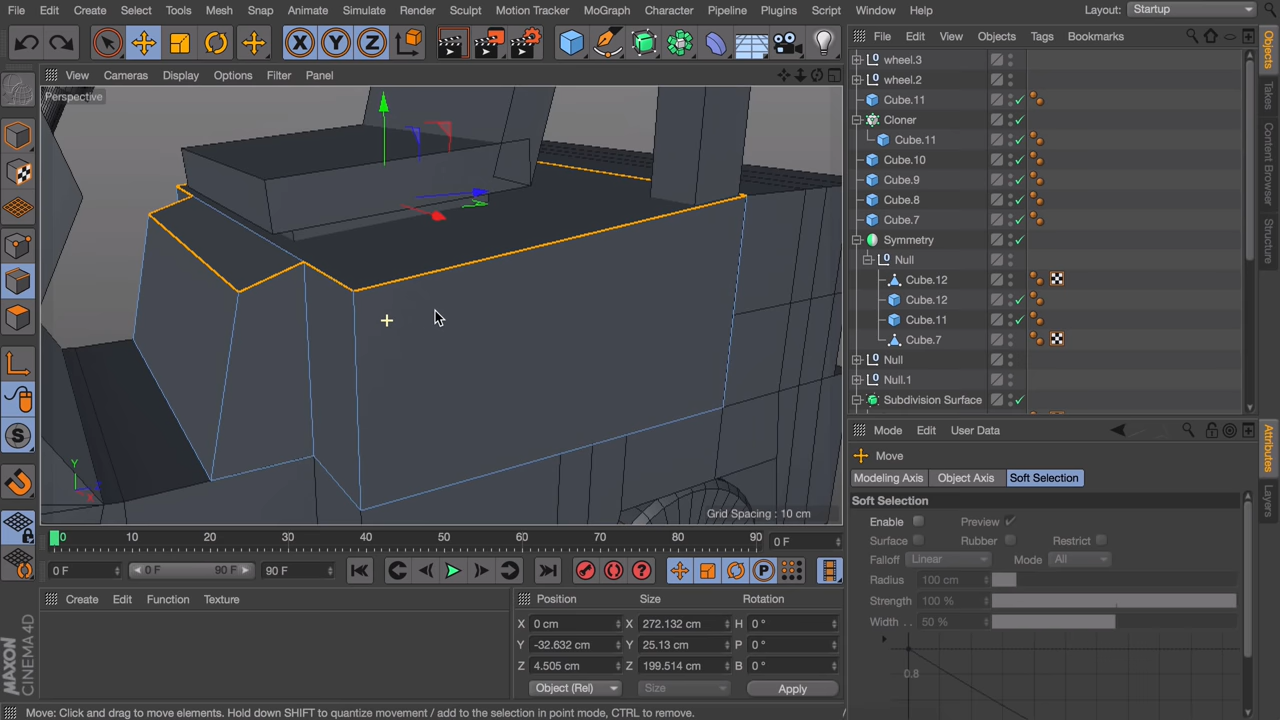 File Edit Create Select Tools Mesh Snap Animate Simulate Render Sculpt Motion Tracker MoGraph Character Pipeline Plugins Script Window Help Layout: Startup
X Y Z
View Cameras Display Options Filter Panel
Perspective
Y
Grid Spacing : 10 cm
File Edit View Objects Tags Bookmarks
wheel.3
wheel.2
Cube.11
Cloner
Cube.11
Cube.10
Cube.9
Cube.8
Cube.7
Symmetry
Null
Cube.12
Cube.12
Cube.11
Cube.7
Null
Null.1
Subdivision Surface
Objects
Takes
Content Browser
Structure
Mode Edit User Data
Move
Modeling Axis Object Axis Soft Selection
Soft Selection
Enable Preview
Surface Rubber Restrict
Falloff Linear Mode All
Radius 100 cm
Strength 100 %
Width . . 50 %
0.8
Attributes
Layers
0 10 20 30 40 50 60 70 80 90 0 F
0 F 0 F 90 F 90 F
Create Edit Function Texture
Position Size Rotation
X 0 cm X 272.132 cm H 0 °
Y -32.632 cm Y 25.13 cm P 0 °
Z 4.505 cm Z 199.514 cm B 0 °
Object (Rel) Size Apply
MAXON
CINEMA 4D
Move: Click and drag to move elements. Hold down SHIFT to quantize movement / add to the selection in point mode, CTRL to remove.